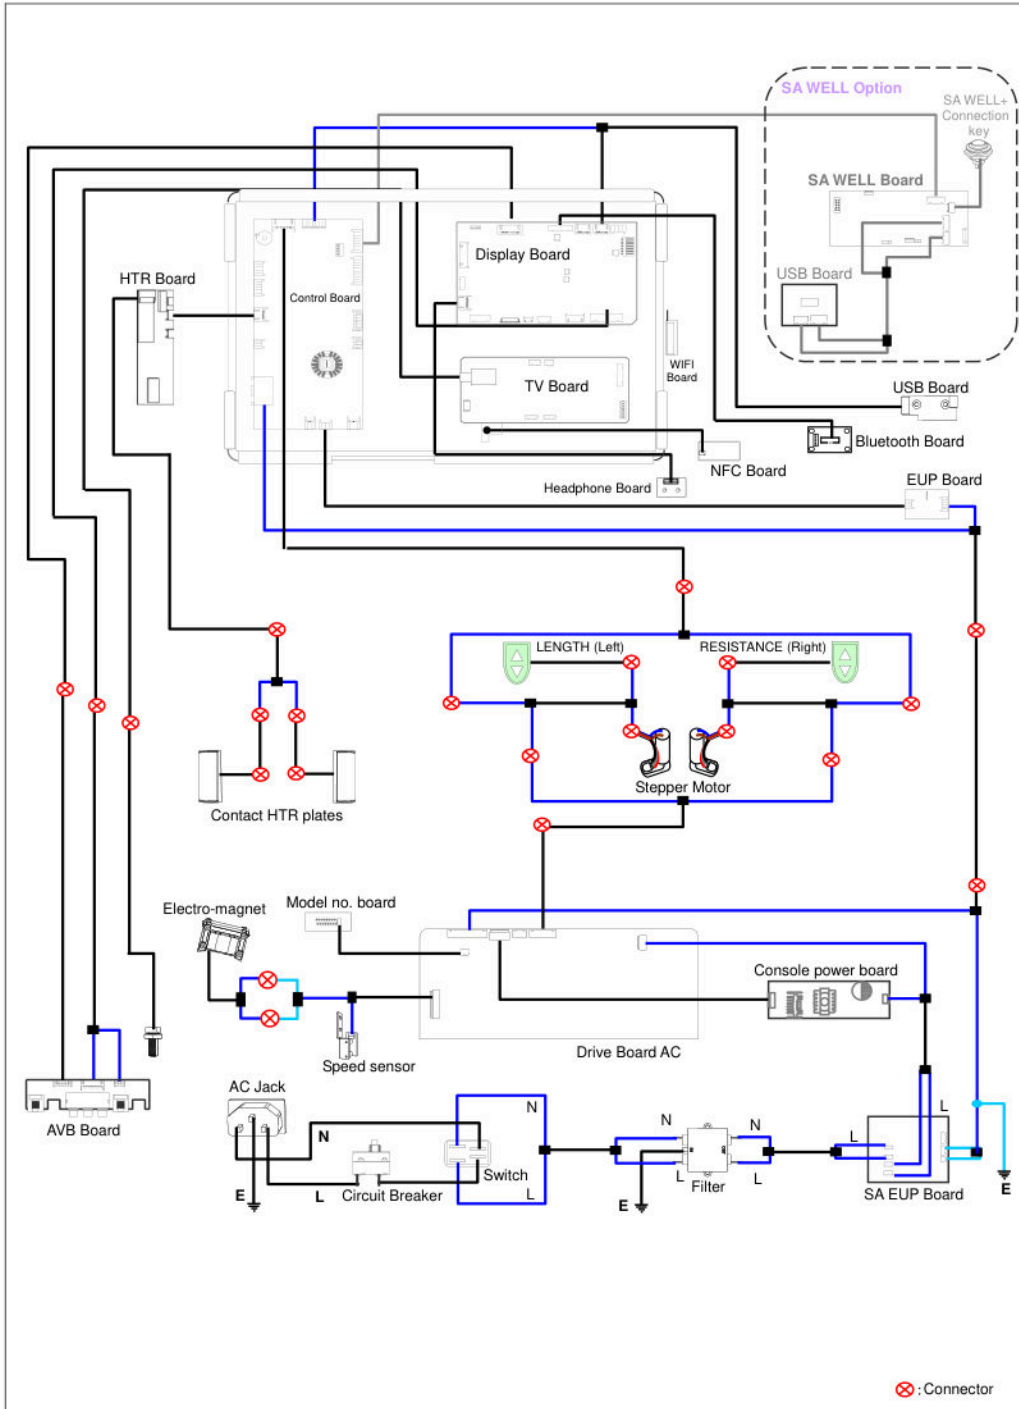 SA WELL Option
SA WELL+
Connection
key
SA WELL Board
USB Board
HTR Board
Control Board
Display Board
TV Board
WIFI
Board
USB Board
Bluetooth Board
NFC Board
Headphone Board
EUP Board
LENGTH (Left)
RESISTANCE (Right)
Stepper Motor
Contact HTR plates
Electro-magnet
Model no. board
Console power board
Drive Board AC
Speed sensor
AC Jack
AVB Board
N
E
L
Circuit Breaker
Switch
N
L
N
N
L
L
Filter
E
L
L
SA EUP Board
E
: Connector